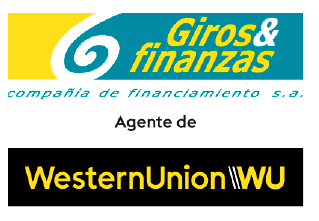 Giros&
finanzas
compañía de financiamiento s.a.
Agente de
WesternUnion\\WU